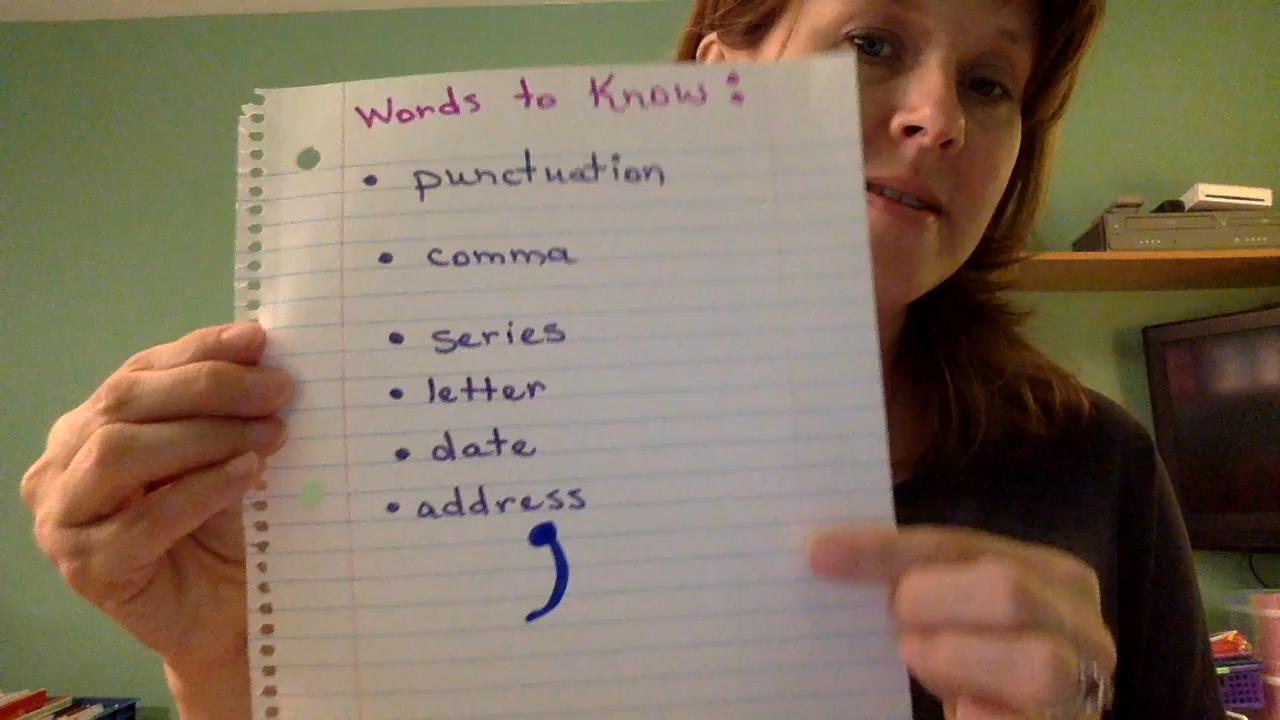 Words to Know:
• punctuation
• comma
• series
• letter
• date
• address
,